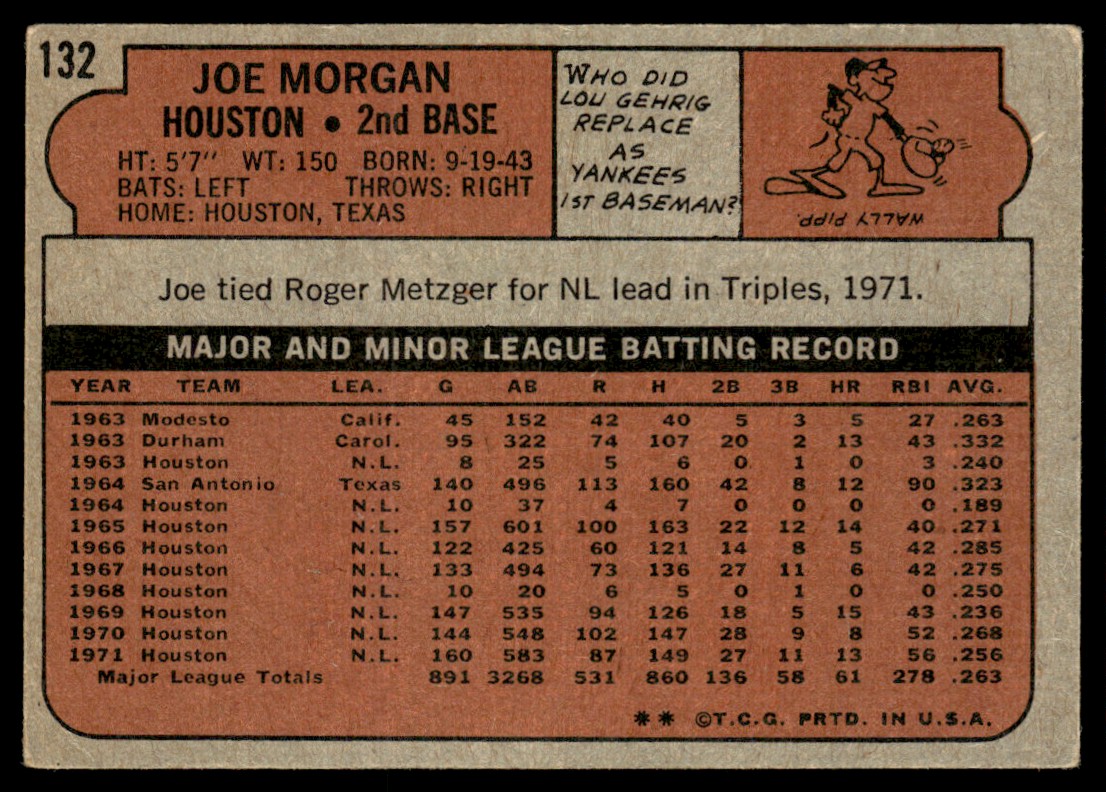 132
JOE MORGAN
HOUSTON • 2nd BASE
HT: 5'7" WT: 150 BORN: 9-19-43
BATS: LEFT THROWS: RIGHT
HOME: HOUSTON, TEXAS
WHO DID
LOU GEHRIG
REPLACE
AS
YANKEES
1ST BASEMAN?
WALLY PIPP.
Joe tied Roger Metzger for NL lead in Triples, 1971.
MAJOR AND MINOR LEAGUE BATTING RECORD
YEAR TEAM LEA. G AB R H 2B 3B HR RBI AVG.
1963 Modesto Calif. 45 152 42 40 5 3 5 27 .263
1963 Durham Carol. 95 322 74 107 20 2 13 43 .332
1963 Houston N.L. 8 25 5 6 0 1 0 3 .240
1964 San Antonio Texas 140 496 113 160 42 8 12 90 .323
1964 Houston N.L. 10 37 4 7 0 0 0 0 .189
1965 Houston N.L. 157 601 100 163 22 12 14 40 .271
1966 Houston N.L. 122 425 60 121 14 8 5 42 .285
1967 Houston N.L. 133 494 73 136 27 11 6 42 .275
1968 Houston N.L. 10 20 6 5 0 1 0 0 .250
1969 Houston N.L. 147 535 94 126 18 5 15 43 .236
1970 Houston N.L. 144 548 102 147 28 9 8 52 .268
1971 Houston N.L. 160 583 87 149 27 11 13 56 .256
Major League Totals 891 3268 531 860 136 58 61 278 .263
** ©T.C.G. PRTD. IN U.S.A.